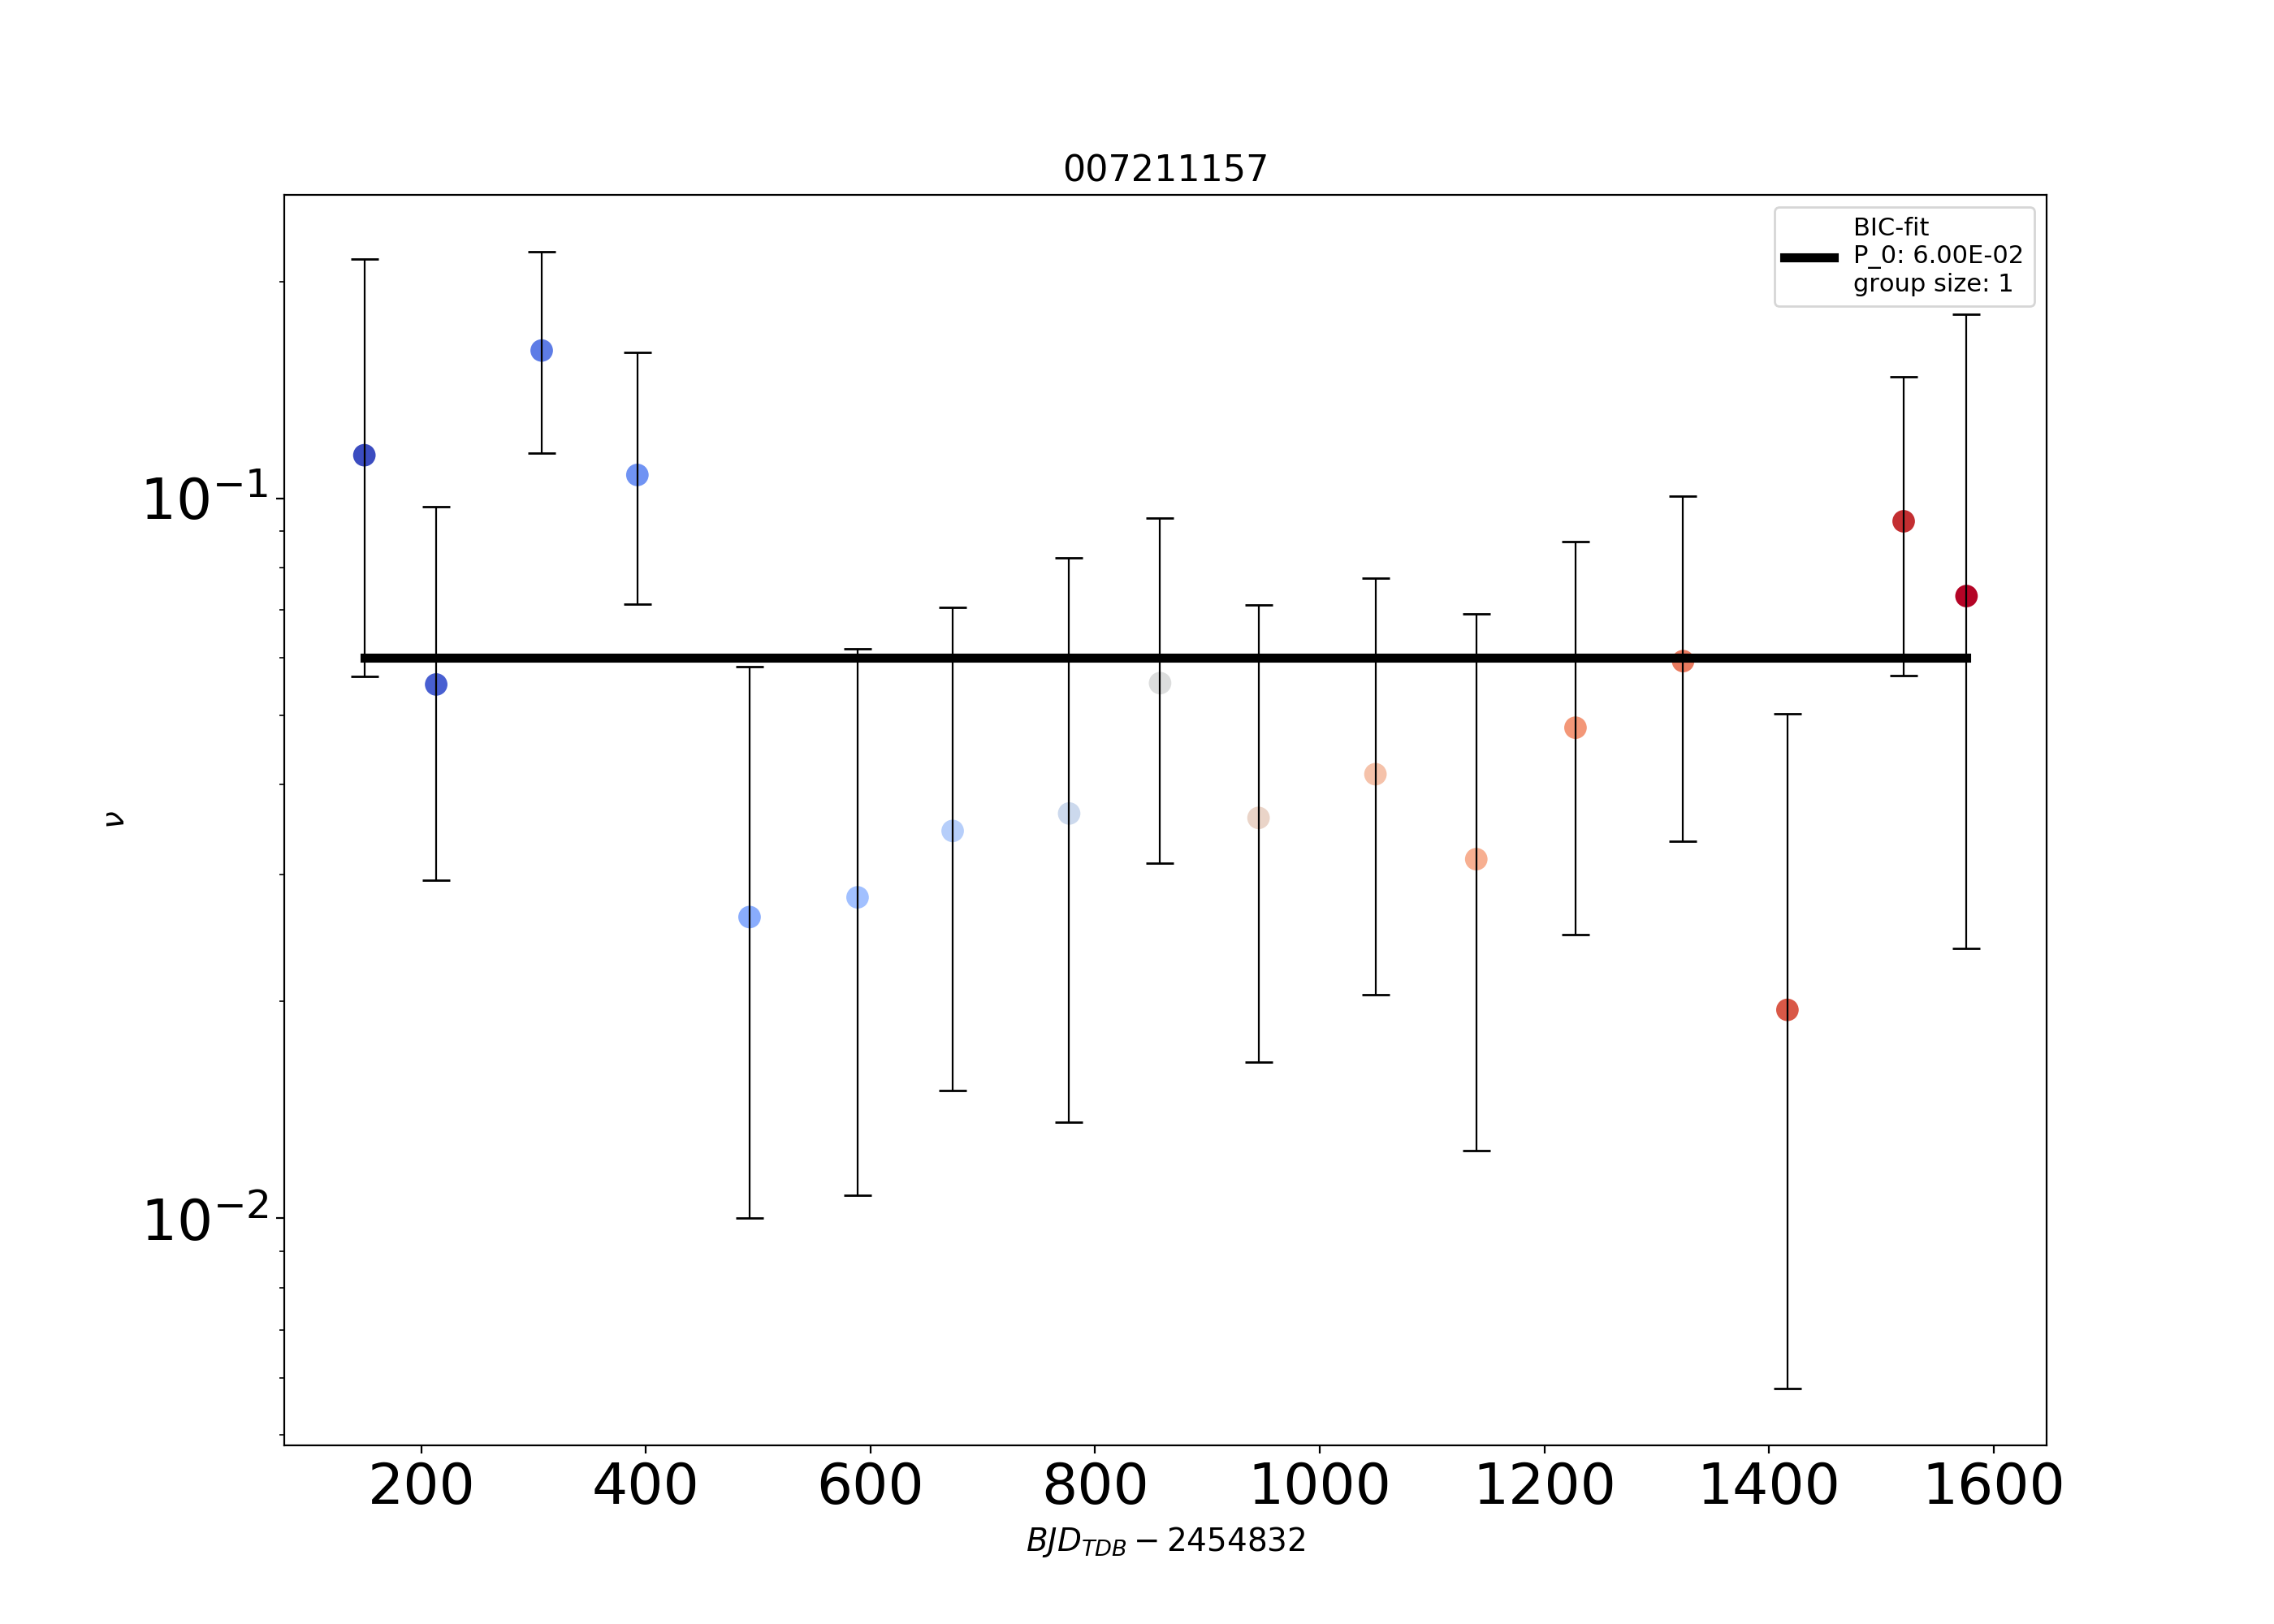 007211157
BIC-fit
P_0: 6.00E-02
group size: 1
10⁻¹
10⁻²
ν
200 400 600 800 1000 1200 1400 1600
BJD_TDB − 2454832